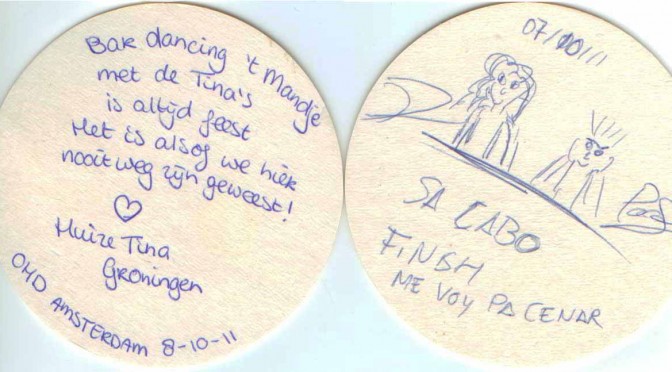 Bar dancing 't Mandje
met de Tina's
is altijd feest
Het is alsof we hier
nooit weg zijn geweest!
Huize Tina
Groningen
OHD AMSTERDAM 8-10-11
07/10/11
SA CABO
FINISH
ME VOY PA CENAR